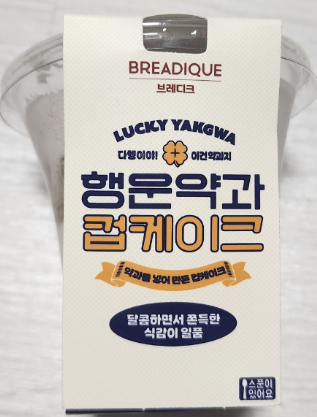 BREADIQUE
브레디크
LUCKY YAKGWA
다행이야! 이건약과지
행운약과
컵케이크
약과를 넣어 만든 컵케이크
달콤하면서 쫀득한
식감이 일품
스푼이
있어요